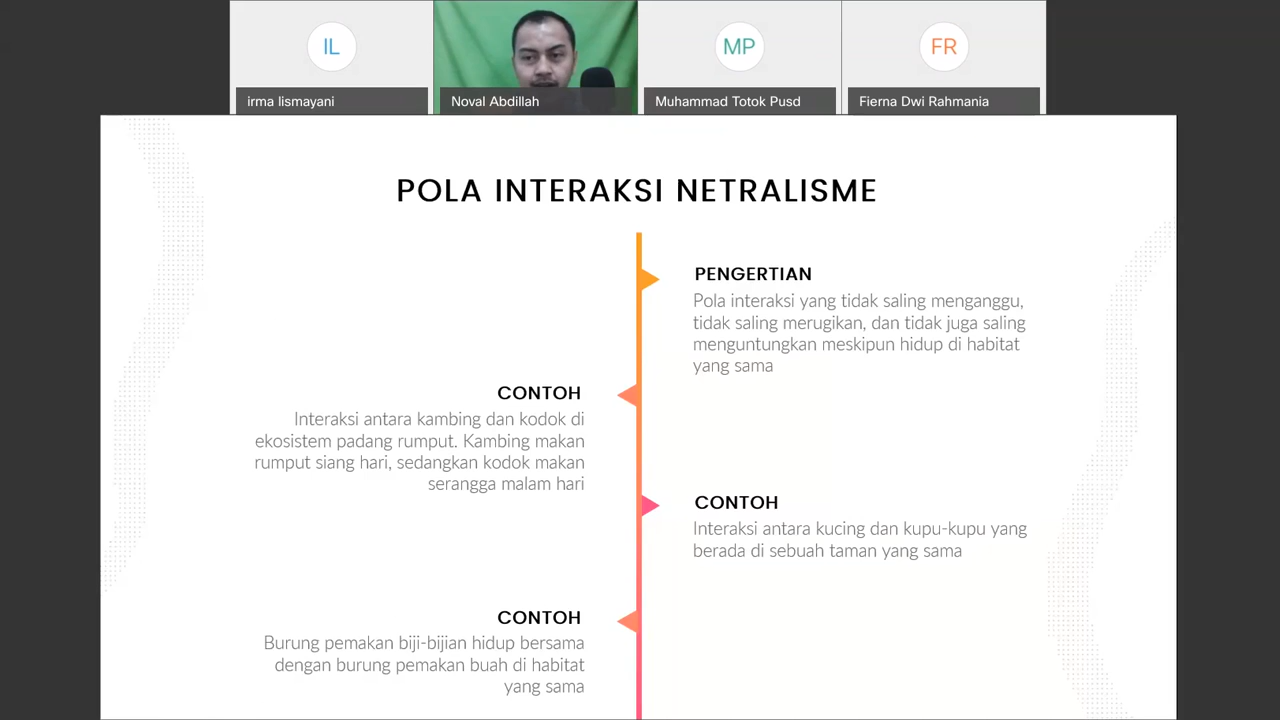 IL
MP
FR
irma lismayani
Noval Abdillah
Muhammad Totok Pusd
Fierna Dwi Rahmania
POLA INTERAKSI NETRALISME
PENGERTIAN
Pola interaksi yang tidak saling menganggu,
tidak saling merugikan, dan tidak juga saling
menguntungkan meskipun hidup di habitat
yang sama
CONTOH
Interaksi antara kambing dan kodok di
ekosistem padang rumput. Kambing makan
rumput siang hari, sedangkan kodok makan
serangga malam hari
CONTOH
Interaksi antara kucing dan kupu-kupu yang
berada di sebuah taman yang sama
CONTOH
Burung pemakan biji-bijian hidup bersama
dengan burung pemakan buah di habitat
yang sama